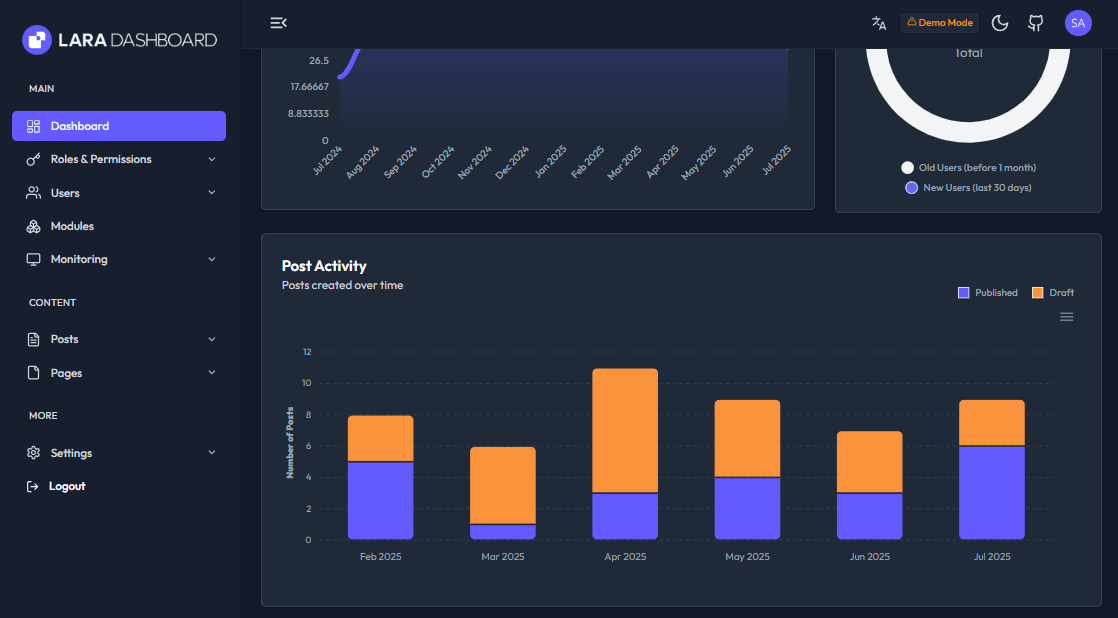 LARA DASHBOARD
Demo Mode
SA
MAIN
Dashboard
Roles & Permissions
Users
Modules
Monitoring
CONTENT
Posts
Pages
MORE
Settings
Logout
26.5
17.66667
8.833333
0
Jul 2024
Aug 2024
Sep 2024
Oct 2024
Nov 2024
Dec 2024
Jan 2025
Feb 2025
Mar 2025
Apr 2025
May 2025
Jun 2025
Jul 2025
Total
Old Users (before 1 month)
New Users (last 30 days)
Post Activity
Posts created over time
Published
Draft
Number of Posts
12
10
8
6
4
2
0
Feb 2025
Mar 2025
Apr 2025
May 2025
Jun 2025
Jul 2025